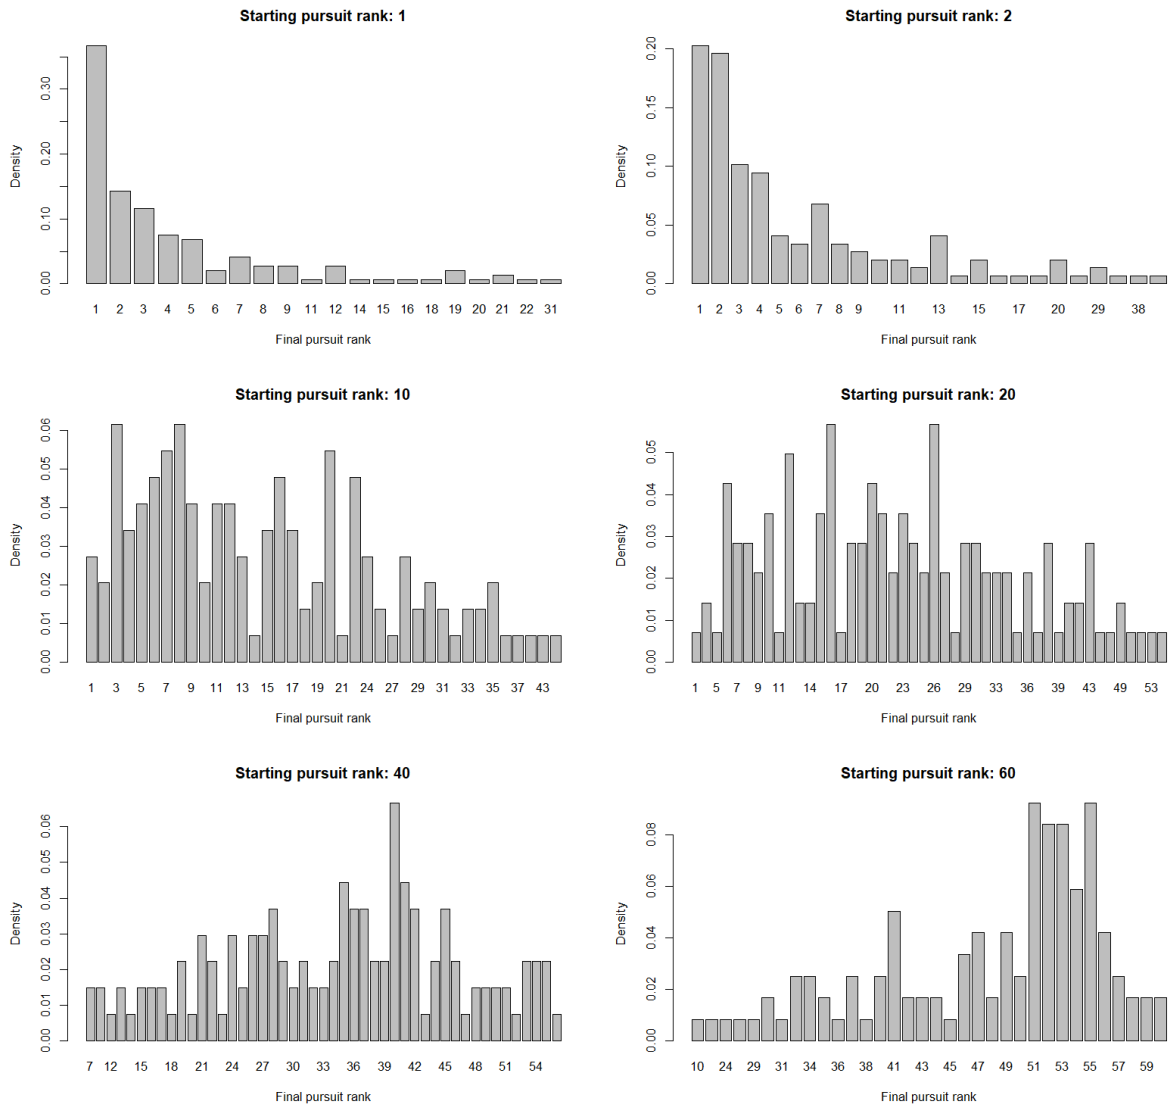 Starting pursuit rank: 1
Density
0.00 0.10 0.20 0.30
1 2 3 4 5 6 7 8 9 11 12 14 15 16 18 19 20 21 22 31
Final pursuit rank
Starting pursuit rank: 2
Density
0.00 0.05 0.10 0.15 0.20
1 2 3 4 5 6 7 8 9 11 13 15 17 20 29 38
Final pursuit rank
Starting pursuit rank: 10
Density
0.00 0.01 0.02 0.03 0.04 0.05 0.06
1 3 5 7 9 11 13 15 17 19 21 24 27 29 31 33 35 37 43
Final pursuit rank
Starting pursuit rank: 20
Density
0.00 0.01 0.02 0.03 0.04 0.05
1 5 7 9 11 14 17 20 23 26 29 33 36 39 43 49 53
Final pursuit rank
Starting pursuit rank: 40
Density
0.00 0.01 0.02 0.03 0.04 0.05 0.06
7 12 15 18 21 24 27 30 33 36 39 42 45 48 51 54
Final pursuit rank
Starting pursuit rank: 60
Density
0.00 0.02 0.04 0.06 0.08
10 24 29 31 34 37 41 44 47 49 51 53 55 57 59
Final pursuit rank